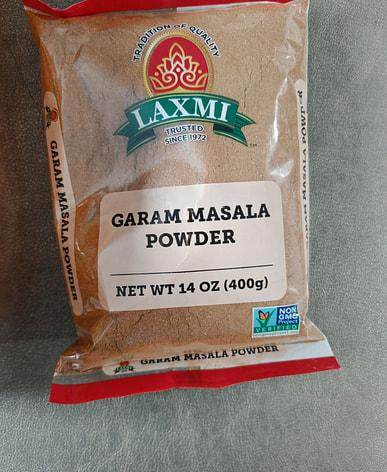 TRADITION OF QUALITY
LAXMI
TRUSTED
SINCE 1972
GARAM MASALA
POWDER
NET WT 14 OZ (400g)
NON
GMO
Project
VERIFIED
GARAM MASALA POWDER
GARAM MASALA POWDER
GARAM MASALA POWDER